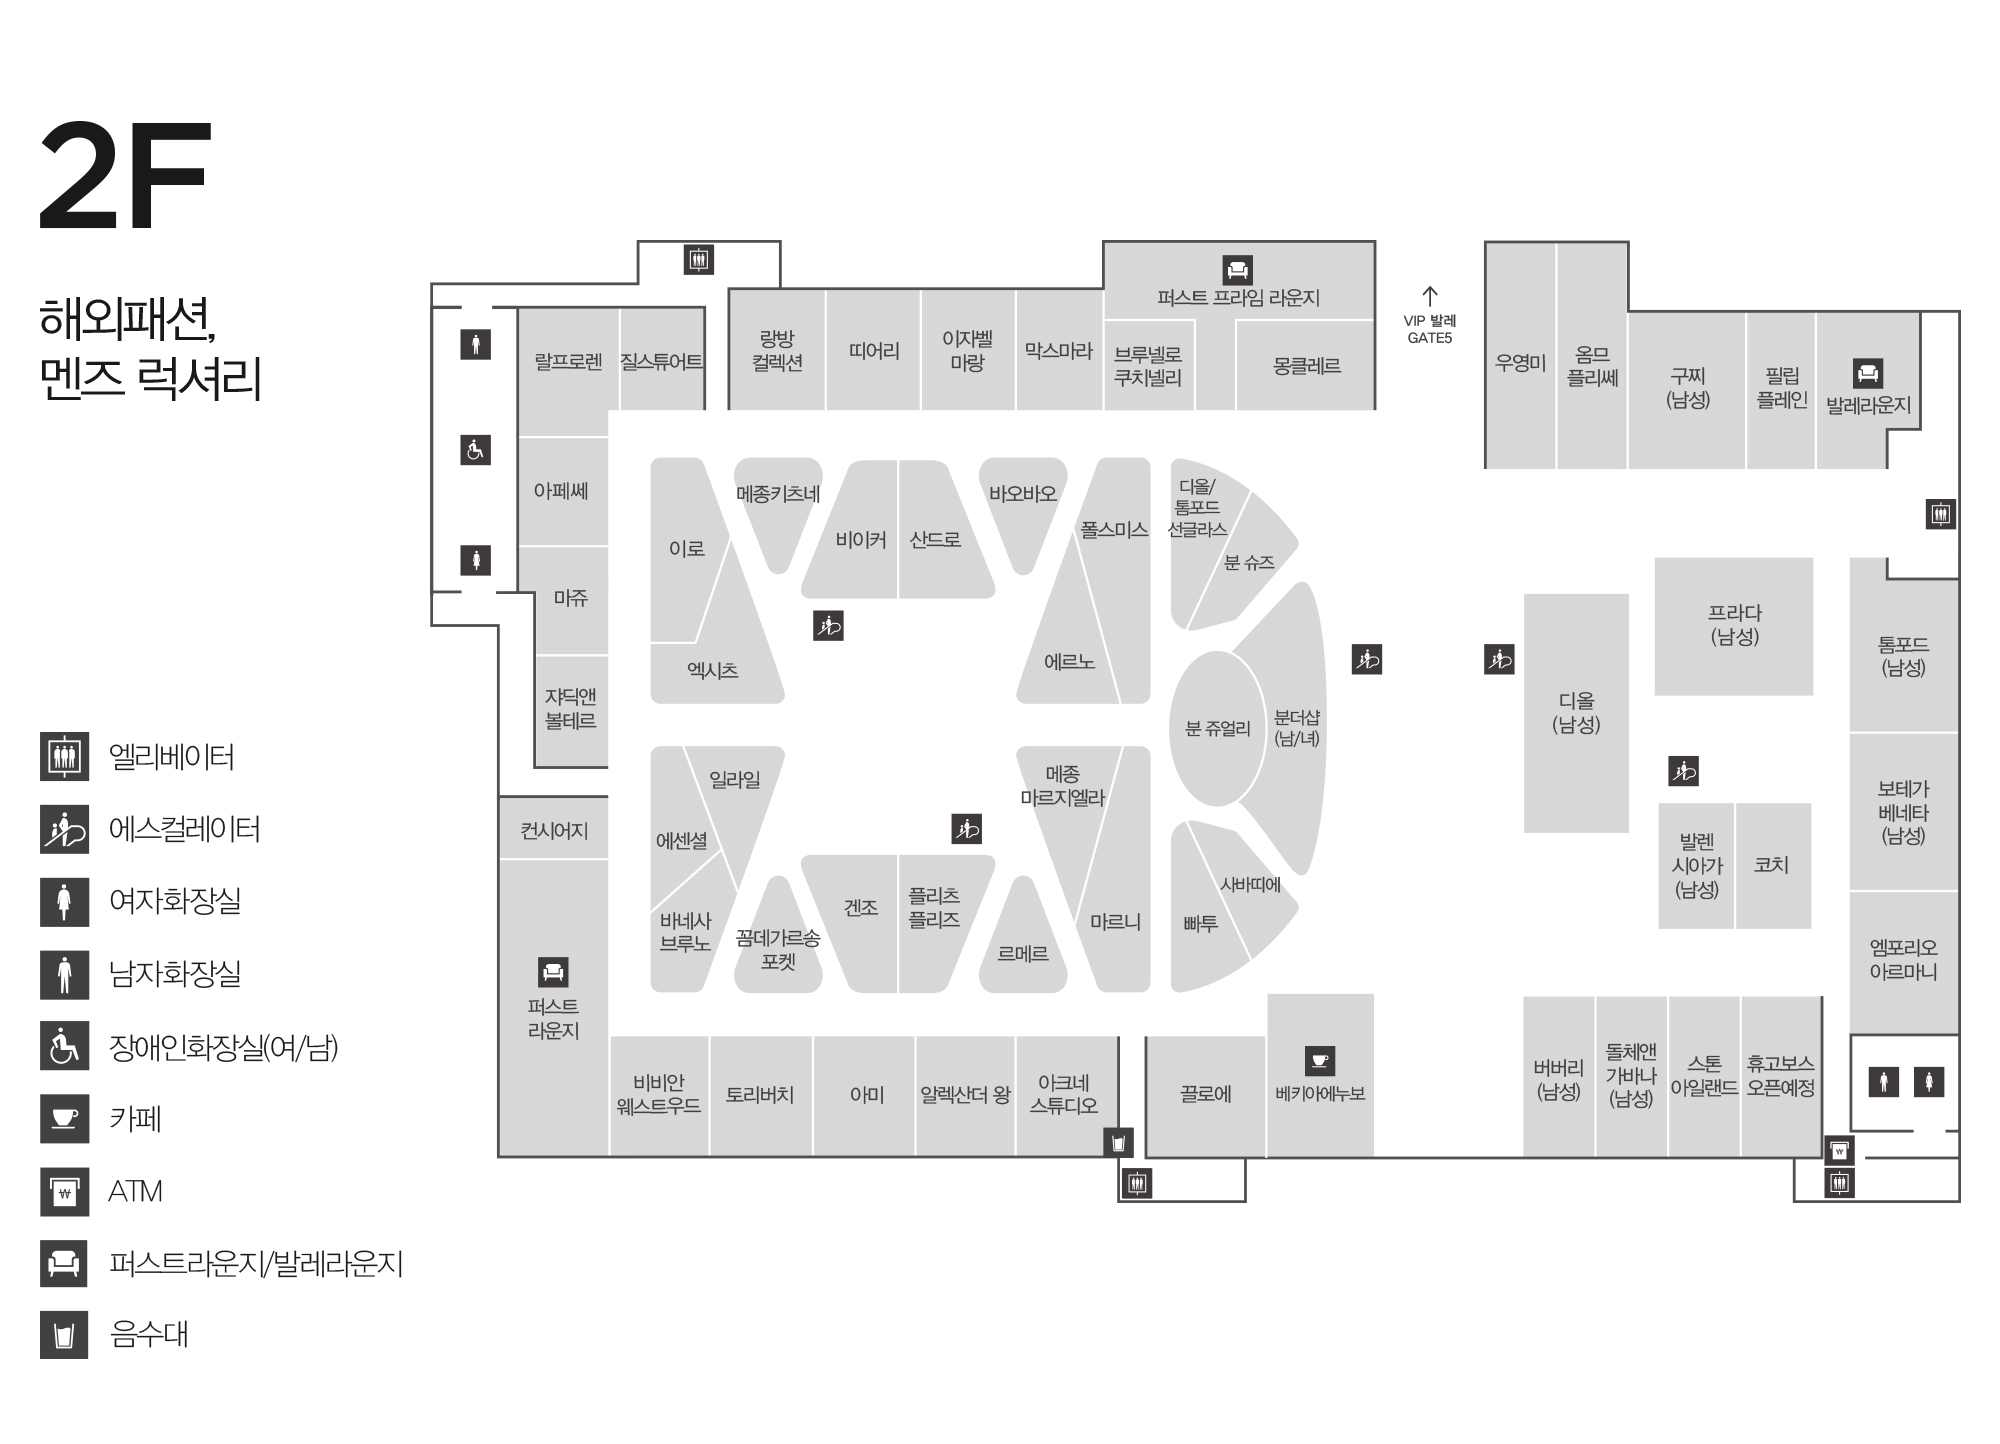 2F
해외패션,
멘즈 럭셔리
엘리베이터
에스컬레이터
여자화장실
남자화장실
장애인화장실(여/남)
카페
ATM
퍼스트라운지/발레라운지
음수대
랄프로렌
질스튜어트
랑방
컬렉션
띠어리
이자벨
마랑
막스마라
퍼스트 프라임 라운지
브루넬로
쿠치넬리
몽클레르
VIP 발레
GATE5
우영미
옴므
플리쎄
구찌
(남성)
필립
플레인
발레라운지
아페쎄
마쥬
쟈딕앤
볼테르
컨시어지
퍼스트
라운지
이로
엑시츠
메종키츠네
비이커
산드로
바오바오
폴스미스
에르노
디올/
톰포드
선글라스
분 슈즈
분 쥬얼리
분더샵
(남/녀)
일라일
에센셜
바네사
브루노
꼼데가르송
포켓
겐조
플리츠
플리즈
르메르
메종
마르지엘라
마르니
빠투
사바띠에
디올
(남성)
프라다
(남성)
톰포드
(남성)
발렌
시아가
(남성)
코치
보테가
베네타
(남성)
엠포리오
아르마니
비비안
웨스트우드
토리버치
아미
알렉산더 왕
아크네
스튜디오
끌로에
베키아에누보
버버리
(남성)
돌체앤
가바나
(남성)
스톤
아일랜드
휴고보스
오픈예정